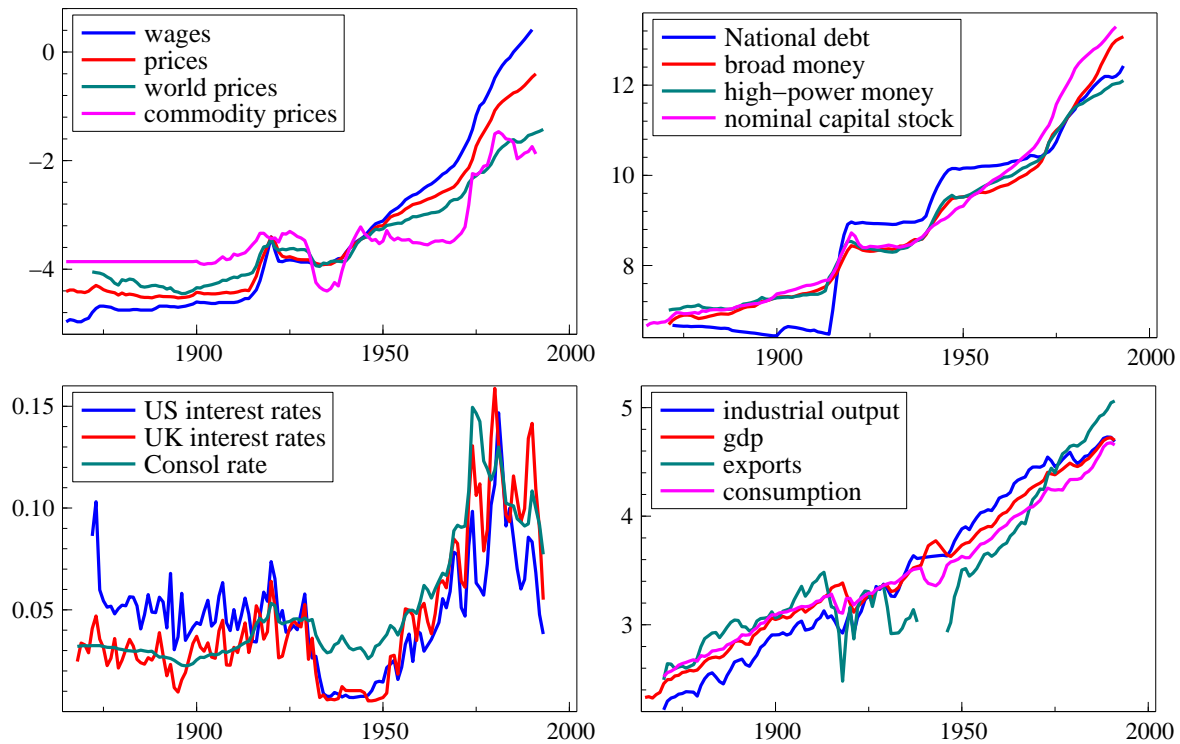 wages
prices
world prices
commodity prices
0
−2
−4
1900
1950
2000
National debt
broad money
high−power money
nominal capital stock
12
10
8
1900
1950
2000
US interest rates
UK interest rates
Consol rate
0.15
0.10
0.05
1900
1950
2000
industrial output
gdp
exports
consumption
5
4
3
1900
1950
2000